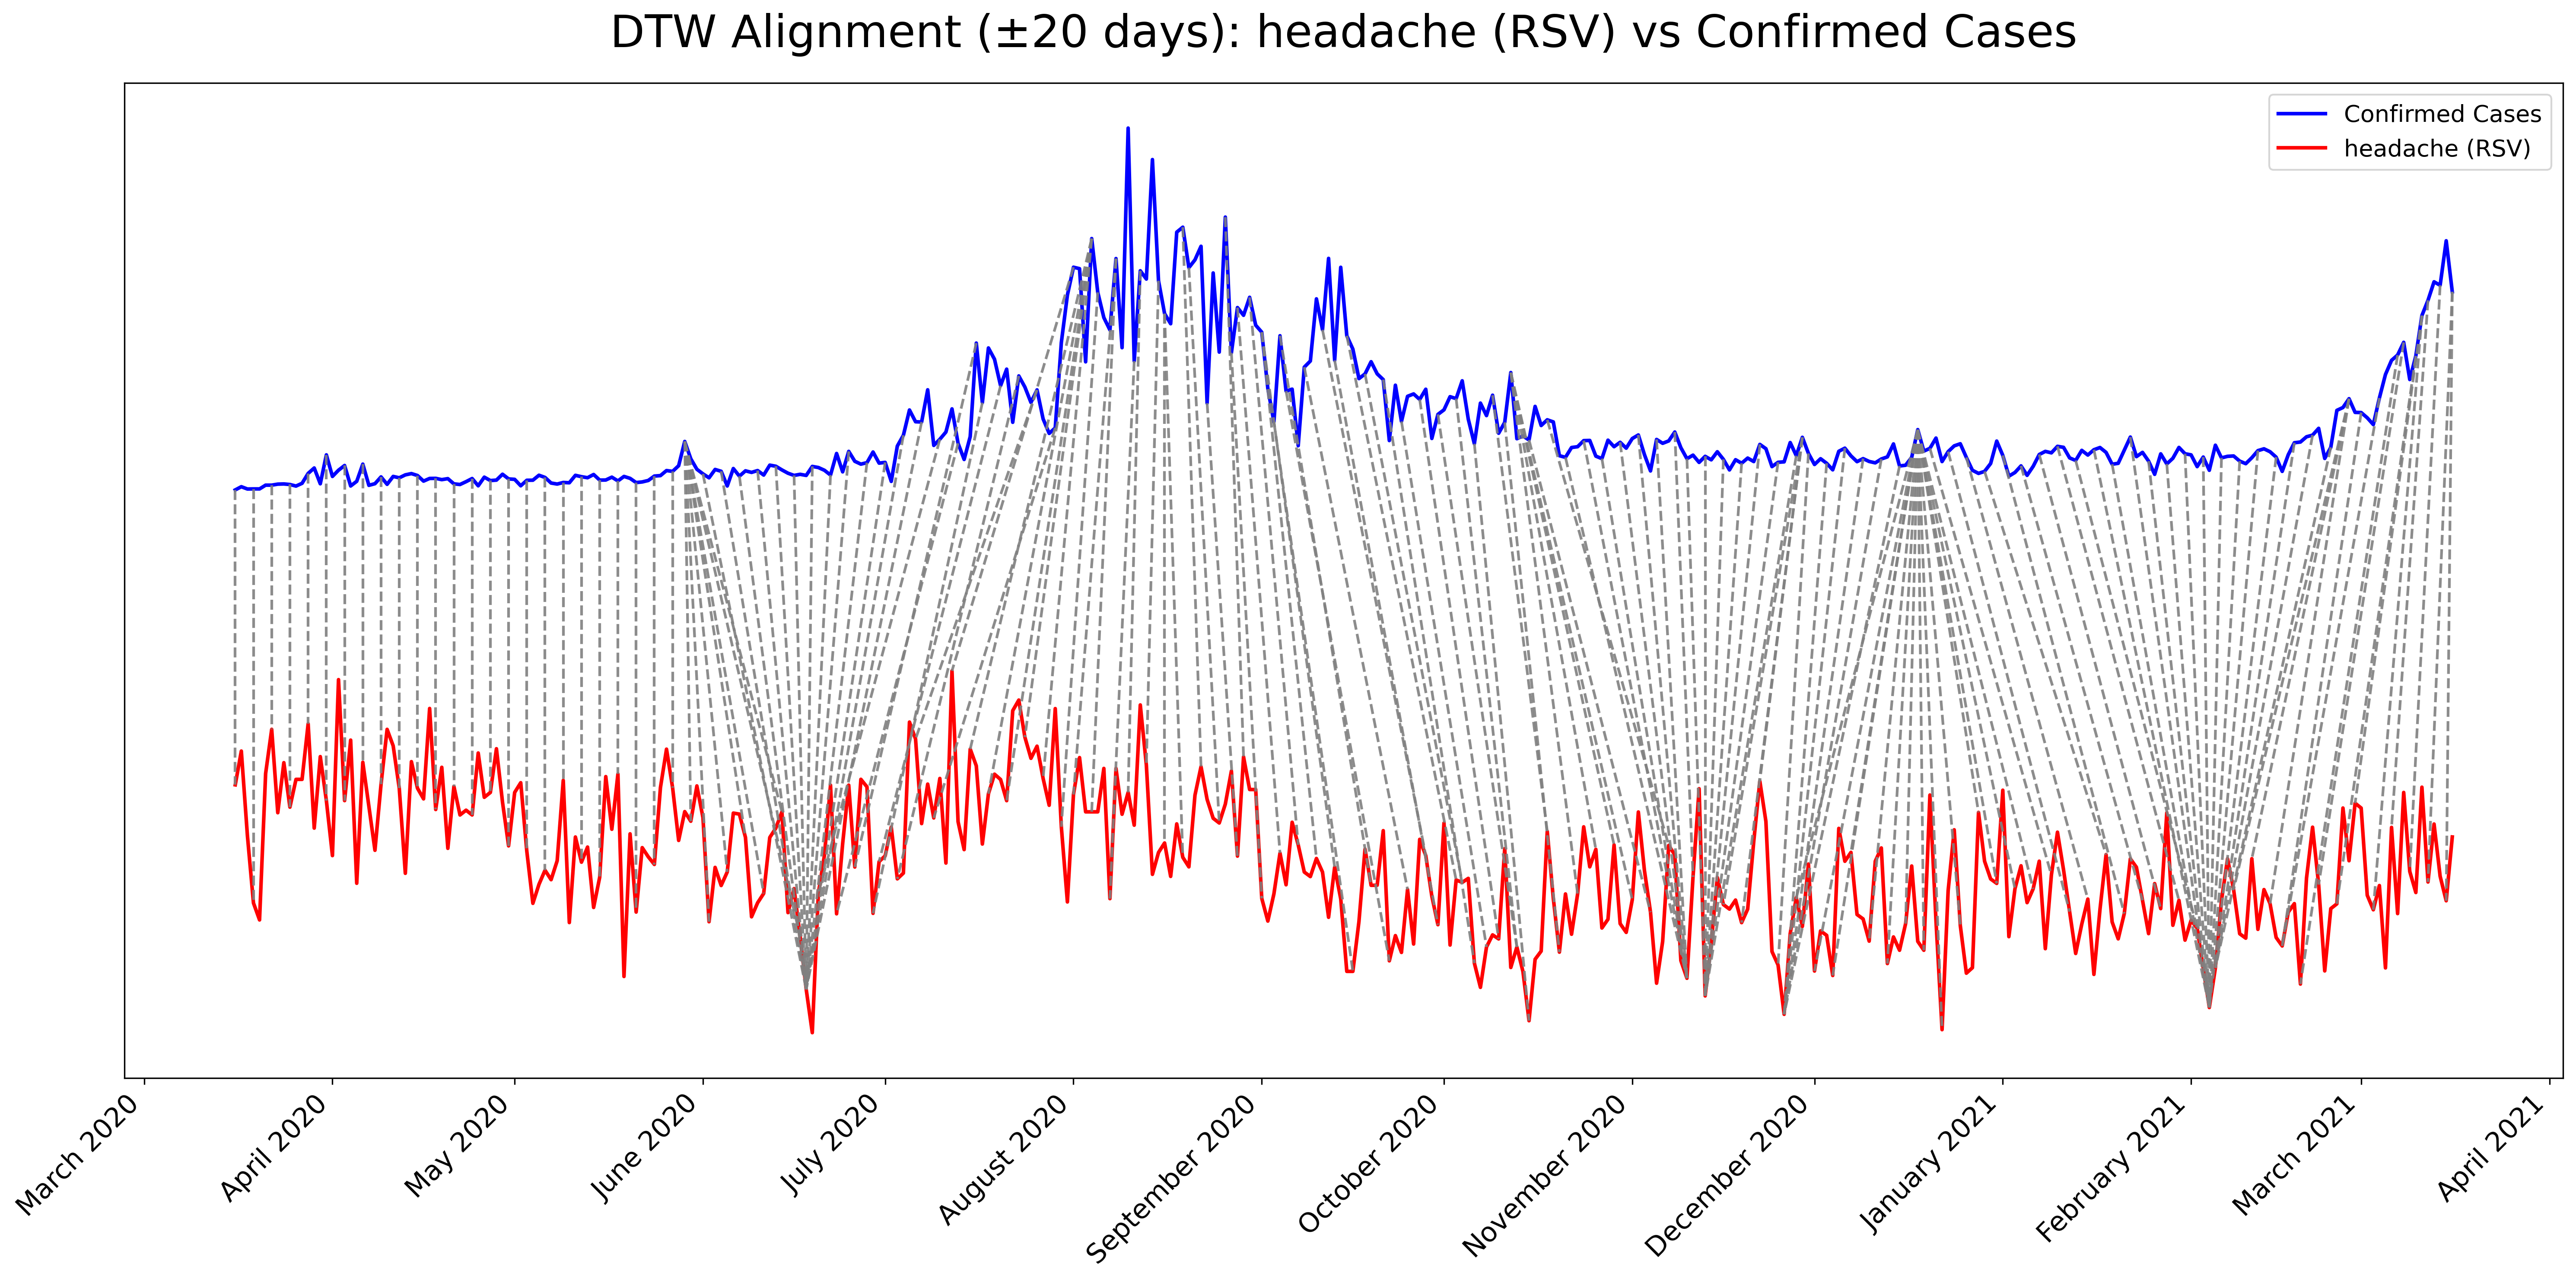 DTW Alignment (±20 days): headache (RSV) vs Confirmed Cases
Confirmed Cases
headache (RSV)
March 2020
April 2020
May 2020
June 2020
July 2020
August 2020
September 2020
October 2020
November 2020
December 2020
January 2021
February 2021
March 2021
April 2021